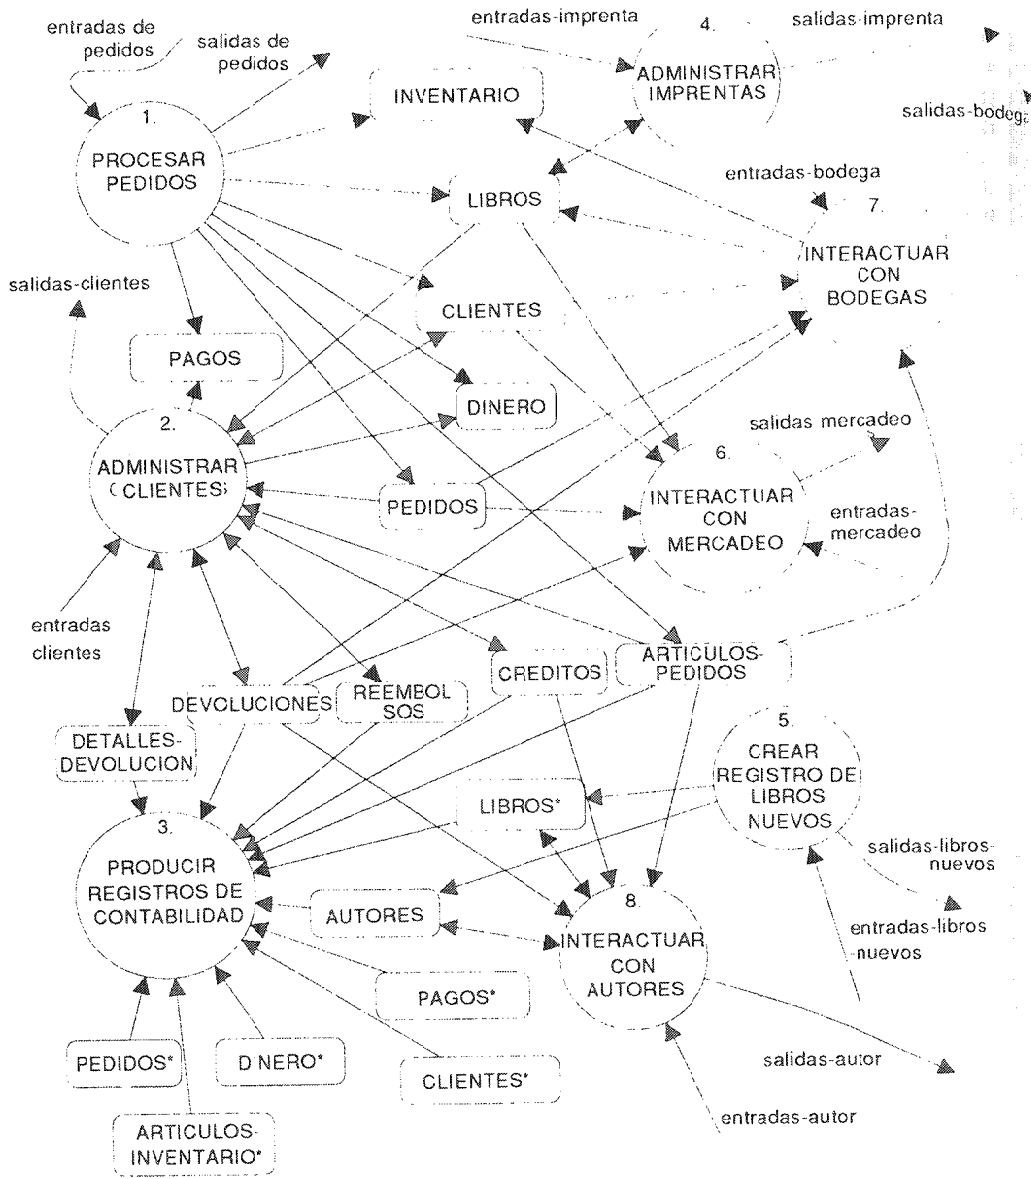 entradas de
pedidos
salidas de
pedidos
entradas-imprenta
4.
salidas-imprenta
ADMINISTRAR
IMPRENTAS
INVENTARIO
salidas-bodega
1.
PROCESAR
PEDIDOS
LIBROS
entradas-bodega
7.
INTERACTUAR
CON
BODEGAS
salidas-clientes
CLIENTES
PAGOS
DINERO
2.
ADMINISTRAR
CLIENTES
PEDIDOS
salidas mercadeo
6.
INTERACTUAR
CON
MERCADEO
entradas-
mercadeo
entradas
clientes
DEVOLUCIONES
REEMBOL
SOS
CREDITOS
ARTICULOS-
PEDIDOS
DETALLES-
DEVOLUCION
5.
CREAR
REGISTRO DE
LIBROS
NUEVOS
LIBROS*
salidas-libros-
nuevos
3.
PRODUCIR
REGISTROS DE
CONTABILIDAD
AUTORES
8.
INTERACTUAR
CON
AUTORES
entradas-libros
-nuevos
PAGOS*
PEDIDOS*
DINERO*
CLIENTES*
salidas-autor
entradas-autor
ARTICULOS-
INVENTARIO*